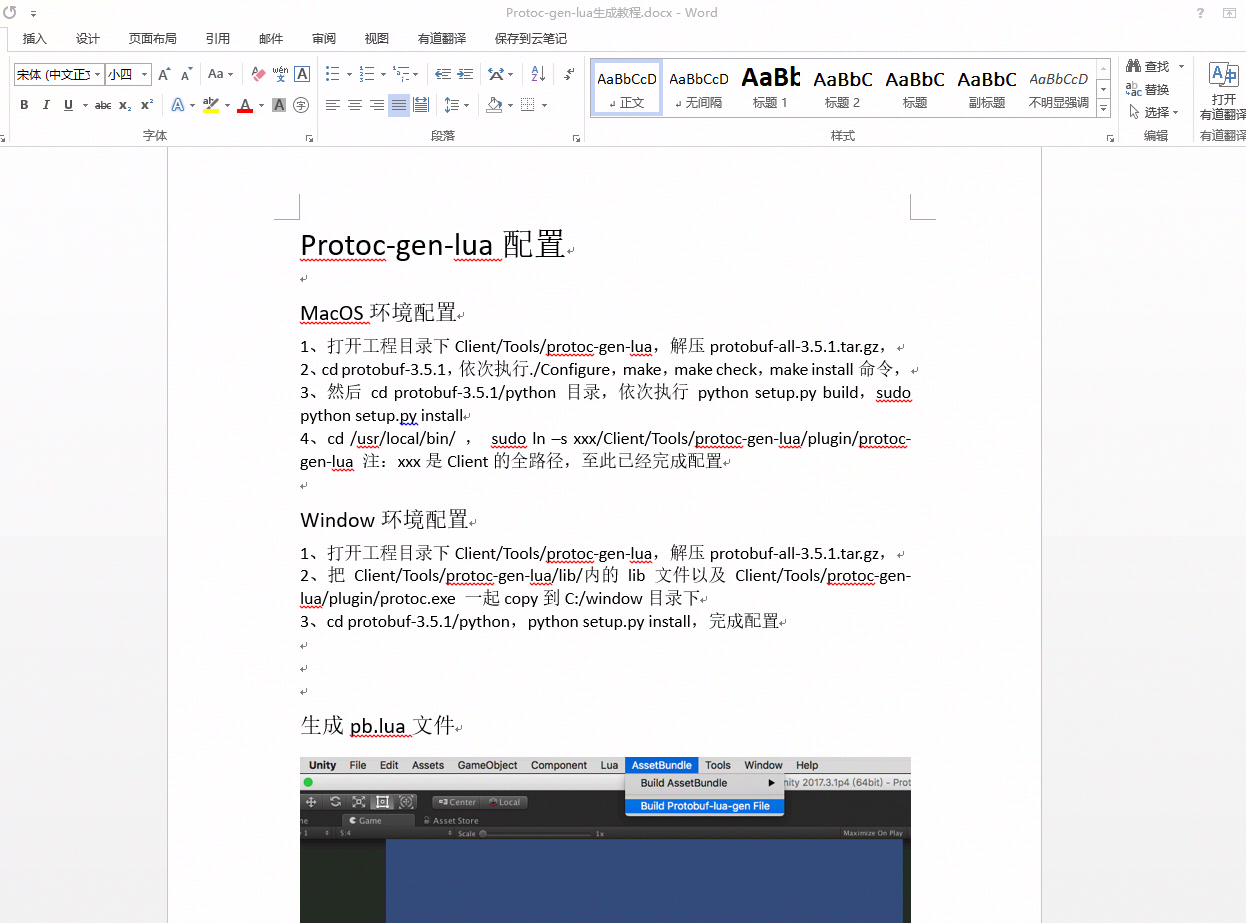 Protoc-gen-lua生成教程.docx - Word
插入 设计 页面布局 引用 邮件 审阅 视图 有道翻译 保存到云笔记
宋体 (中文正文 小四 Aa wén A
AaBbCcD AaBbCcD AaBb AaBbC AaBbC AaBbC AaBbCcD
查找
打开
B I U abc x₂ x² A aby A A 字
正文 无间隔 标题 1 标题 2 标题 副标题 不明显强调
替换
有道翻译
选择
字体 段落 样式 编辑 有道翻译
Protoc-gen-lua 配置
MacOS 环境配置
1、打开工程目录下 Client/Tools/protoc-gen-lua，解压 protobuf-all-3.5.1.tar.gz，
2、cd protobuf-3.5.1，依次执行./Configure，make，make check，make install 命令，
3、然后 cd protobuf-3.5.1/python 目录，依次执行 python setup.py build，sudo
python setup.py install
4、cd /usr/local/bin/ ， sudo ln –s xxx/Client/Tools/protoc-gen-lua/plugin/protoc-
gen-lua 注：xxx 是 Client 的全路径，至此已经完成配置
Window 环境配置
1、打开工程目录下 Client/Tools/protoc-gen-lua，解压 protobuf-all-3.5.1.tar.gz，
2、把 Client/Tools/protoc-gen-lua/lib/内的 lib 文件以及 Client/Tools/protoc-gen-
lua/plugin/protoc.exe 一起 copy 到 C:/window 目录下
3、cd protobuf-3.5.1/python，python setup.py install，完成配置
生成 pb.lua 文件
Unity File Edit Assets GameObject Component Lua AssetBundle Tools Window Help
Build AssetBundle nity 2017.3.1p4 (64bit) - Prot
Center Local Build Protobuf-lua-gen File
ne Game Asset Store
5:4 Scale 1x Maximize On Play